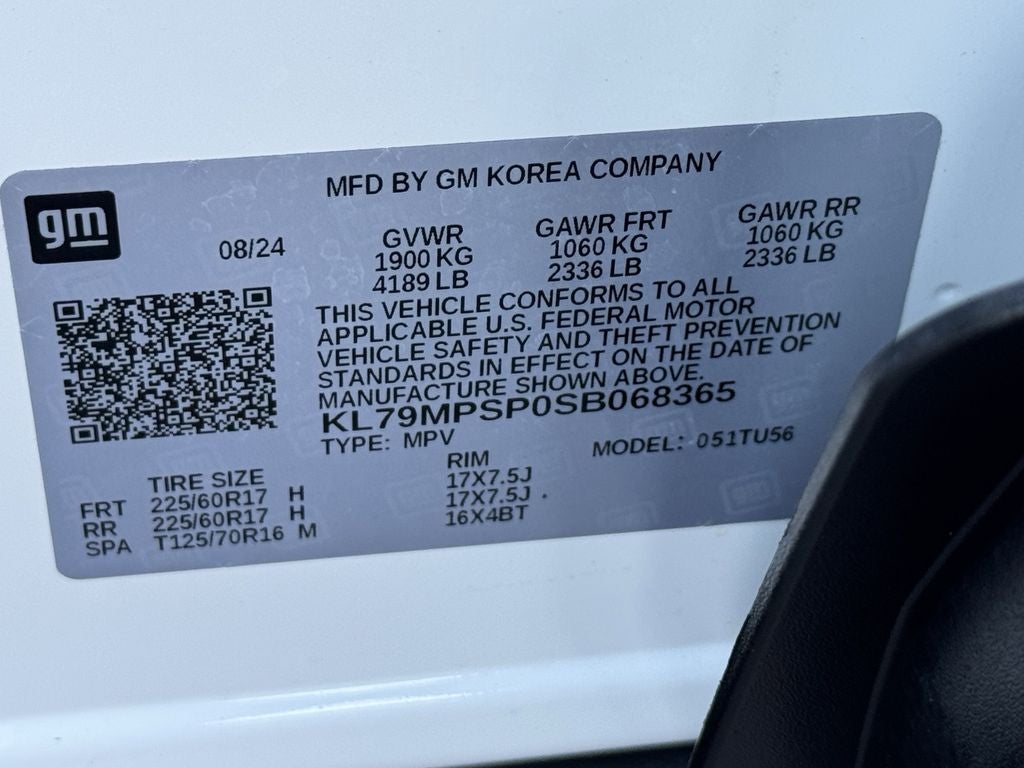 MFD BY GM KOREA COMPANY
gm
08/24
GVWR GAWR FRT GAWR RR
1900 KG 1060 KG 1060 KG
4189 LB 2336 LB 2336 LB
THIS VEHICLE CONFORMS TO ALL
APPLICABLE U.S. FEDERAL MOTOR
VEHICLE SAFETY AND THEFT PREVENTION
STANDARDS IN EFFECT ON THE DATE OF
MANUFACTURE SHOWN ABOVE.
KL79MPSP0SB068365
TYPE: MPV MODEL: 051TU56
TIRE SIZE RIM
FRT 225/60R17 H 17X7.5J
RR 225/60R17 H 17X7.5J
SPA T125/70R16 M 16X4BT